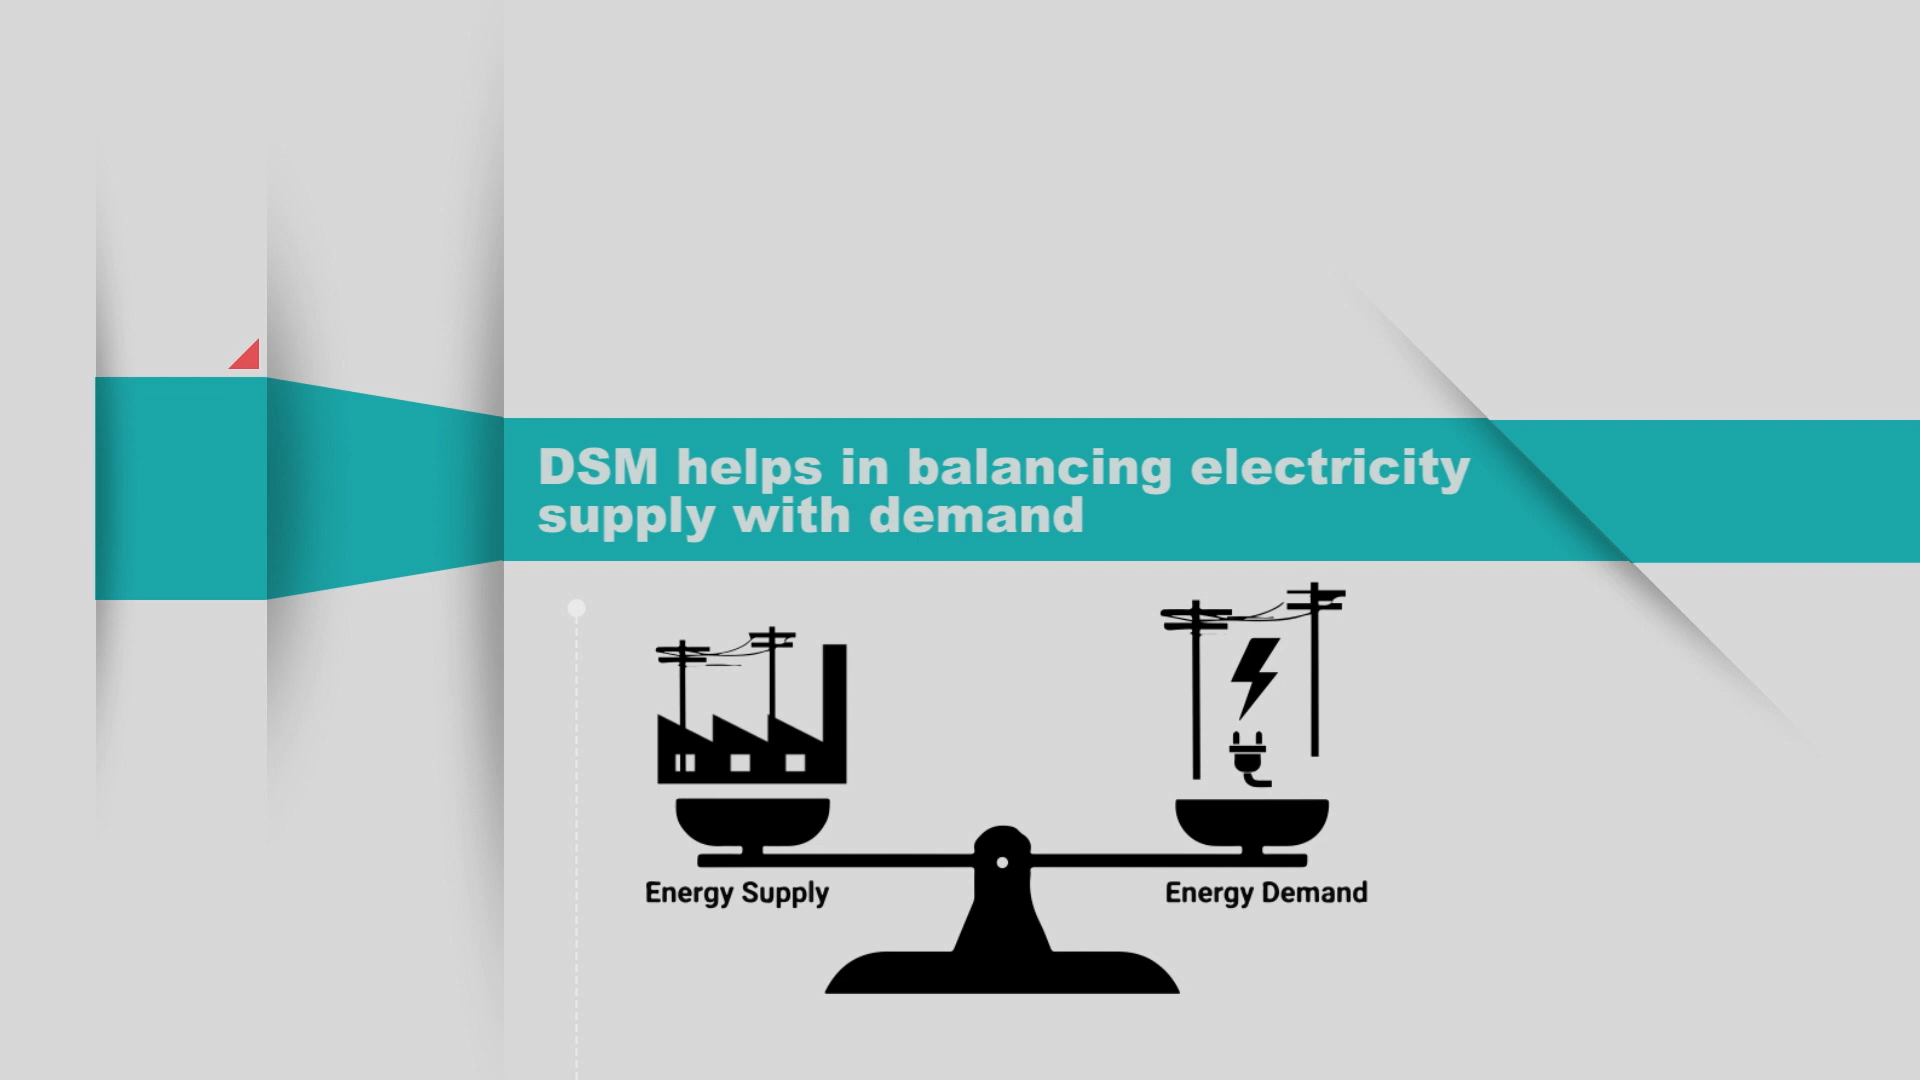 DSM helps in balancing electricity
supply with demand
Energy Supply
Energy Demand